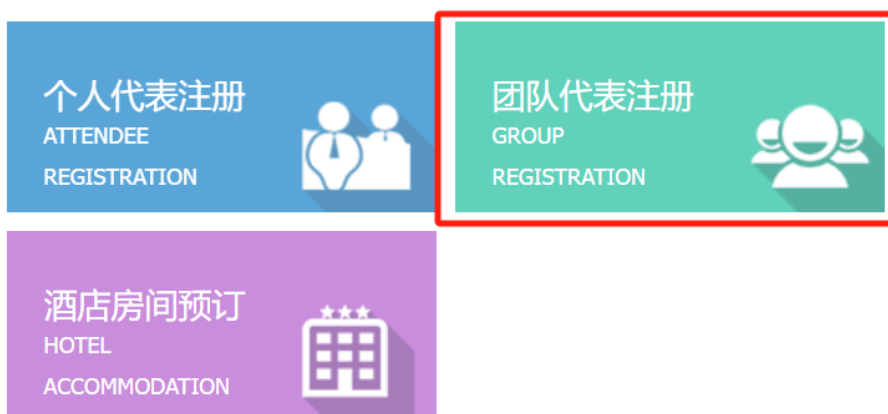 个人代表注册
ATTENDEE
REGISTRATION
团队代表注册
GROUP
REGISTRATION
酒店房间预订
HOTEL
ACCOMMODATION